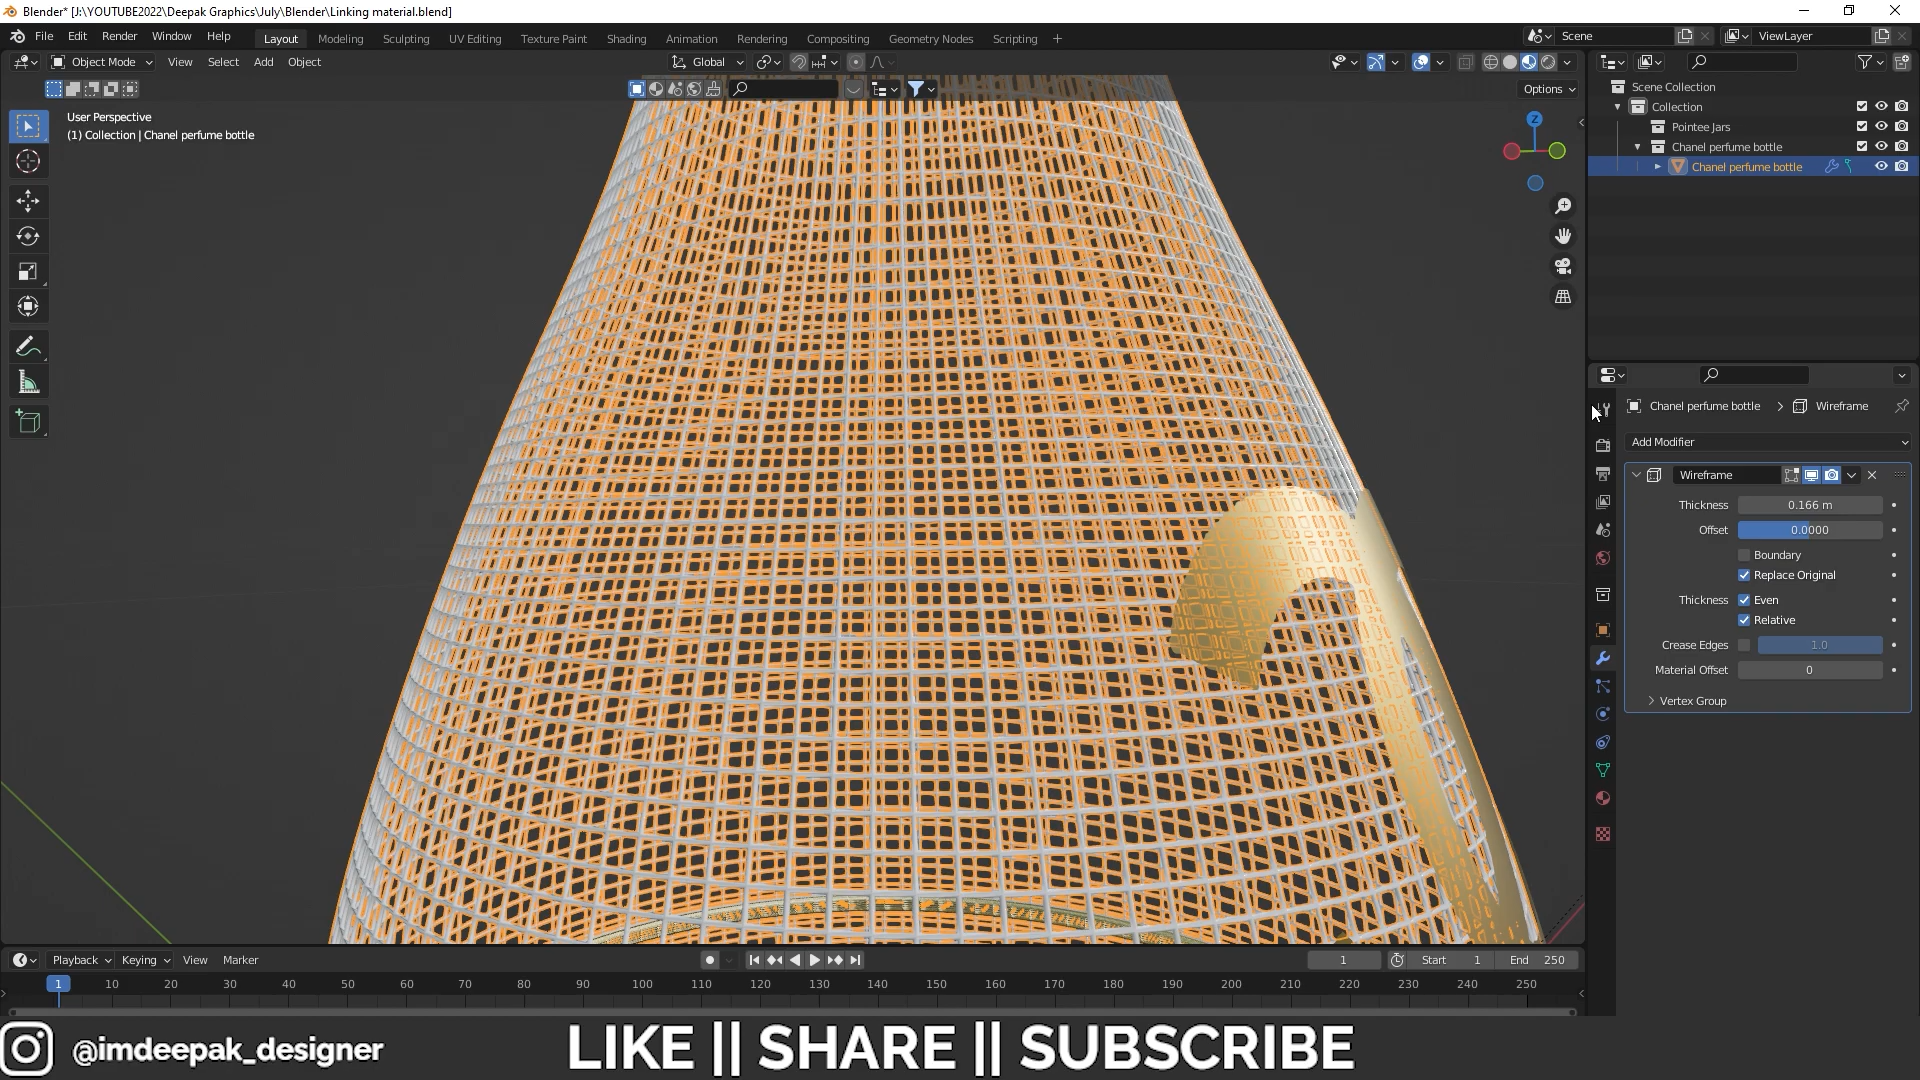 Blender* [J:\YOUTUBE2022\Deepak Graphics\July\Blender\Linking material.blend]
File Edit Render Window Help Layout Modeling Sculpting UV Editing Texture Paint Shading Animation Rendering Compositing Geometry Nodes Scripting + Scene ViewLayer
Object Mode View Select Add Object Global
Options
User Perspective
(1) Collection | Chanel perfume bottle
Z
Scene Collection
Collection
Pointee Jars
Chanel perfume bottle
Chanel perfume bottle
Chanel perfume bottle > Wireframe
Add Modifier
Wireframe
Thickness 0.166 m
Offset 0.0000
Boundary
Replace Original
Thickness Even
Relative
Crease Edges 1.0
Material Offset 0
Vertex Group
Playback Keying View Marker 1 Start 1 End 250
1 10 20 30 40 50 60 70 80 90 100 110 120 130 140 150 160 170 180 190 200 210 220 230 240 250
@imdeepak_designer LIKE || SHARE || SUBSCRIBE